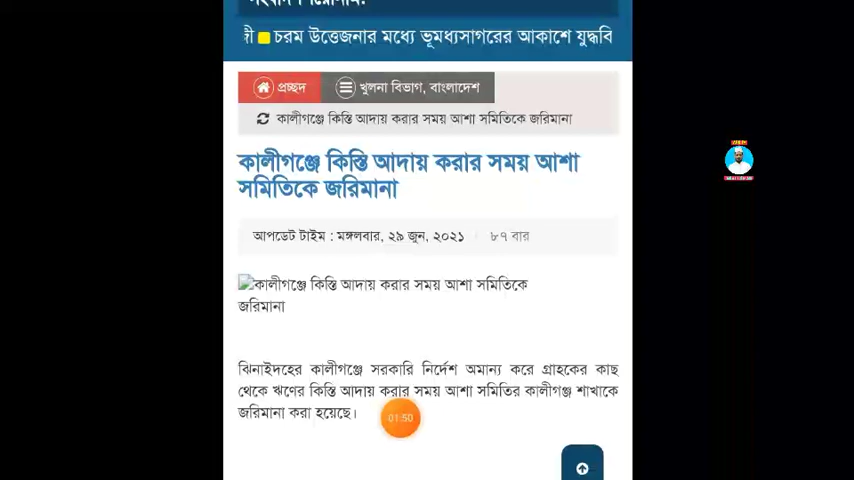 সংবাদ শিরোনাম:
চরম উত্তেজনার মধ্যে ভূমধ্যসাগরের আকাশে যুদ্ধবি
প্রচ্ছদ
খুলনা বিভাগ, বাংলাদেশ
কালীগঞ্জে কিস্তি আদায় করার সময় আশা সমিতিকে জরিমানা
কালীগঞ্জে কিস্তি আদায় করার সময় আশা
সমিতিকে জরিমানা
আপডেট টাইম : মঙ্গলবার, ২৯ জুন, ২০২১
৮৭ বার
কালীগঞ্জে কিস্তি আদায় করার সময় আশা সমিতিকে
জরিমানা
ঝিনাইদহের কালীগঞ্জে সরকারি নির্দেশ অমান্য করে গ্রাহকের কাছ
থেকে ঋণের কিস্তি আদায় করার সময় আশা সমিতির কালীগঞ্জ শাখাকে
জরিমানা করা হয়েছে।
01:50